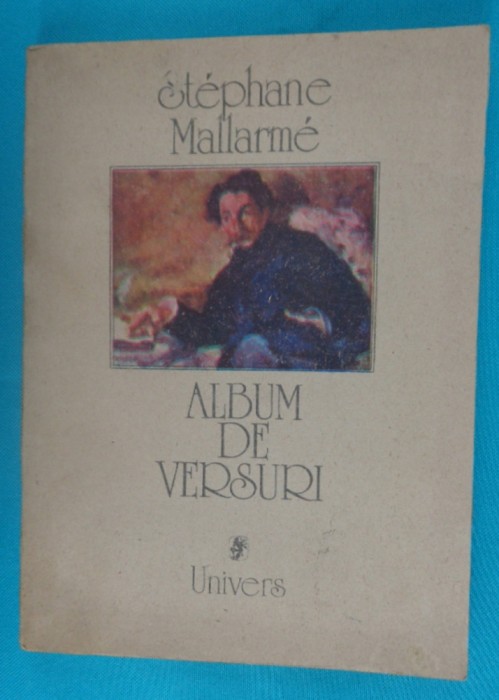 Stéphane
Mallarmé
ALBUM
DE
VERSURI
Univers